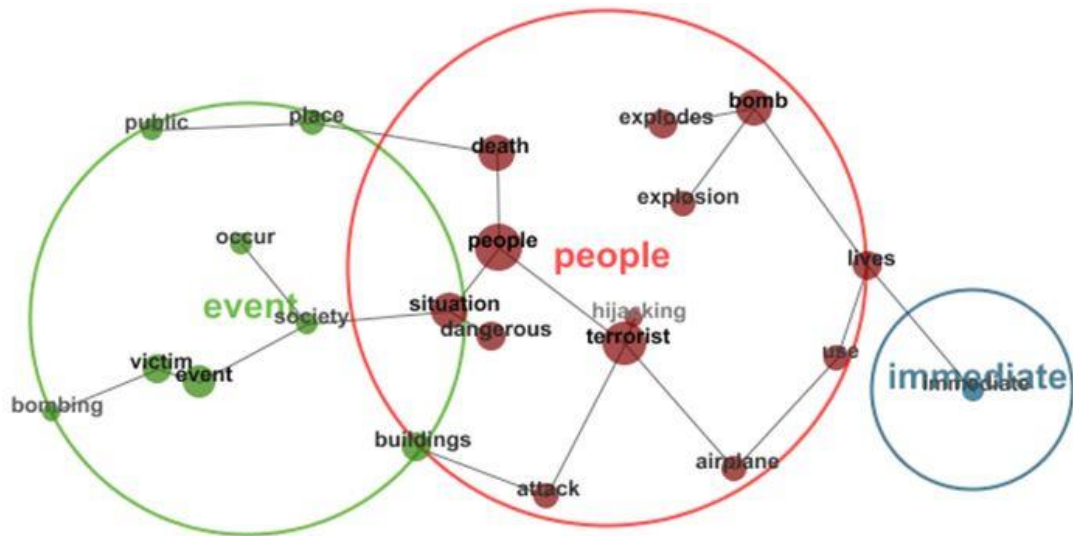 bomb
explodes
place
public
death
explosion
occur
people
people
lives
event
situation
hijacking
society
dangerous
terrorist
use
victim
event
immediate
immediate
bombing
buildings
airplane
attack